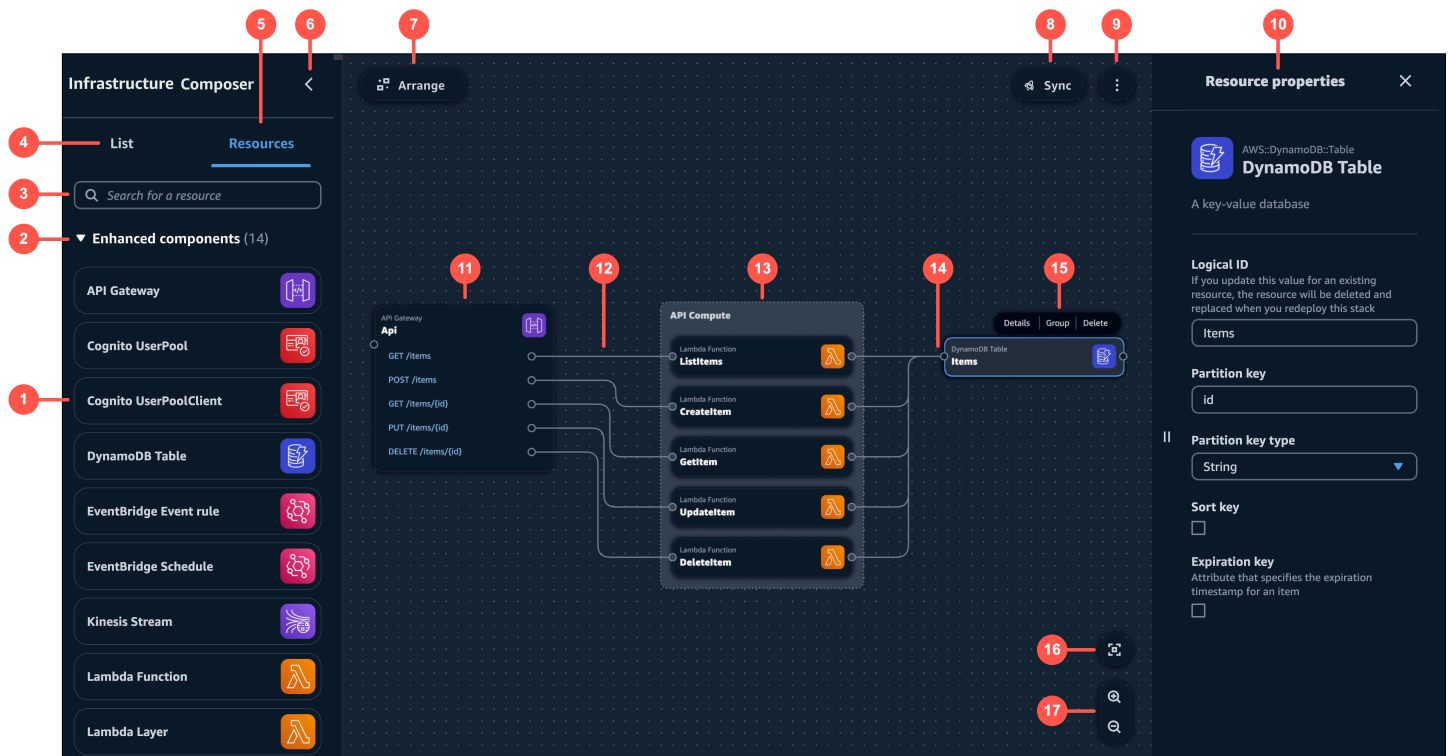 5
6
7
8
9
10
Infrastructure Composer
Arrange
Sync
Resource properties
4
List
Resources
3
Search for a resource
2
Enhanced components (14)
1
API Gateway
Cognito UserPool
Cognito UserPoolClient
DynamoDB Table
EventBridge Event rule
EventBridge Schedule
Kinesis Stream
Lambda Function
Lambda Layer
11
12
13
14
15
API Gateway
Api
GET /items
POST /items
GET /items/{id}
PUT /items/{id}
DELETE /items/{id}
API Compute
Lambda Function
ListItems
Lambda Function
CreateItem
Lambda Function
GetItem
Lambda Function
UpdateItem
Lambda Function
DeleteItem
Details | Group | Delete
DynamoDB Table
Items
16
17
AWS::DynamoDB::Table
DynamoDB Table
A key-value database
Logical ID
If you update this value for an existing
resource, the resource will be deleted and
replaced when you redeploy this stack
Items
Partition key
id
Partition key type
String
Sort key
Expiration key
Attribute that specifies the expiration
timestamp for an item